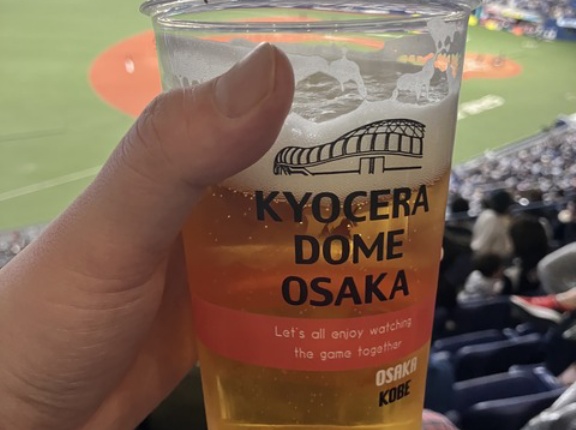 KYOCERA
DOME
OSAKA
Let's all enjoy watching
the game together
OSAKA
KOBE